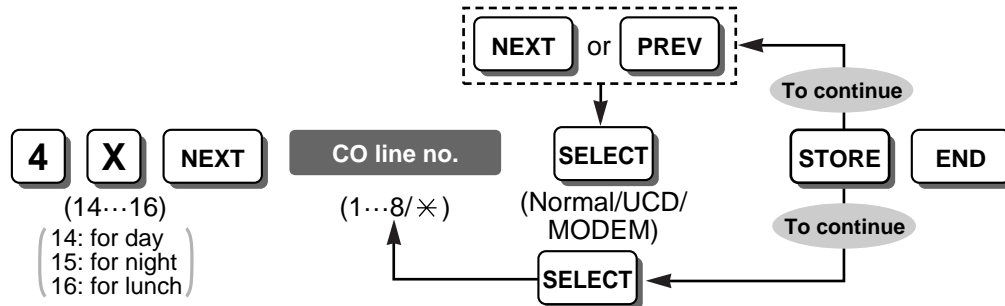 NEXT or PREV
To continue
4 X NEXT CO line no. SELECT STORE END
(14···16) (1···8/✳) (Normal/UCD/
MODEM)
To continue
14: for day
15: for night
16: for lunch
SELECT